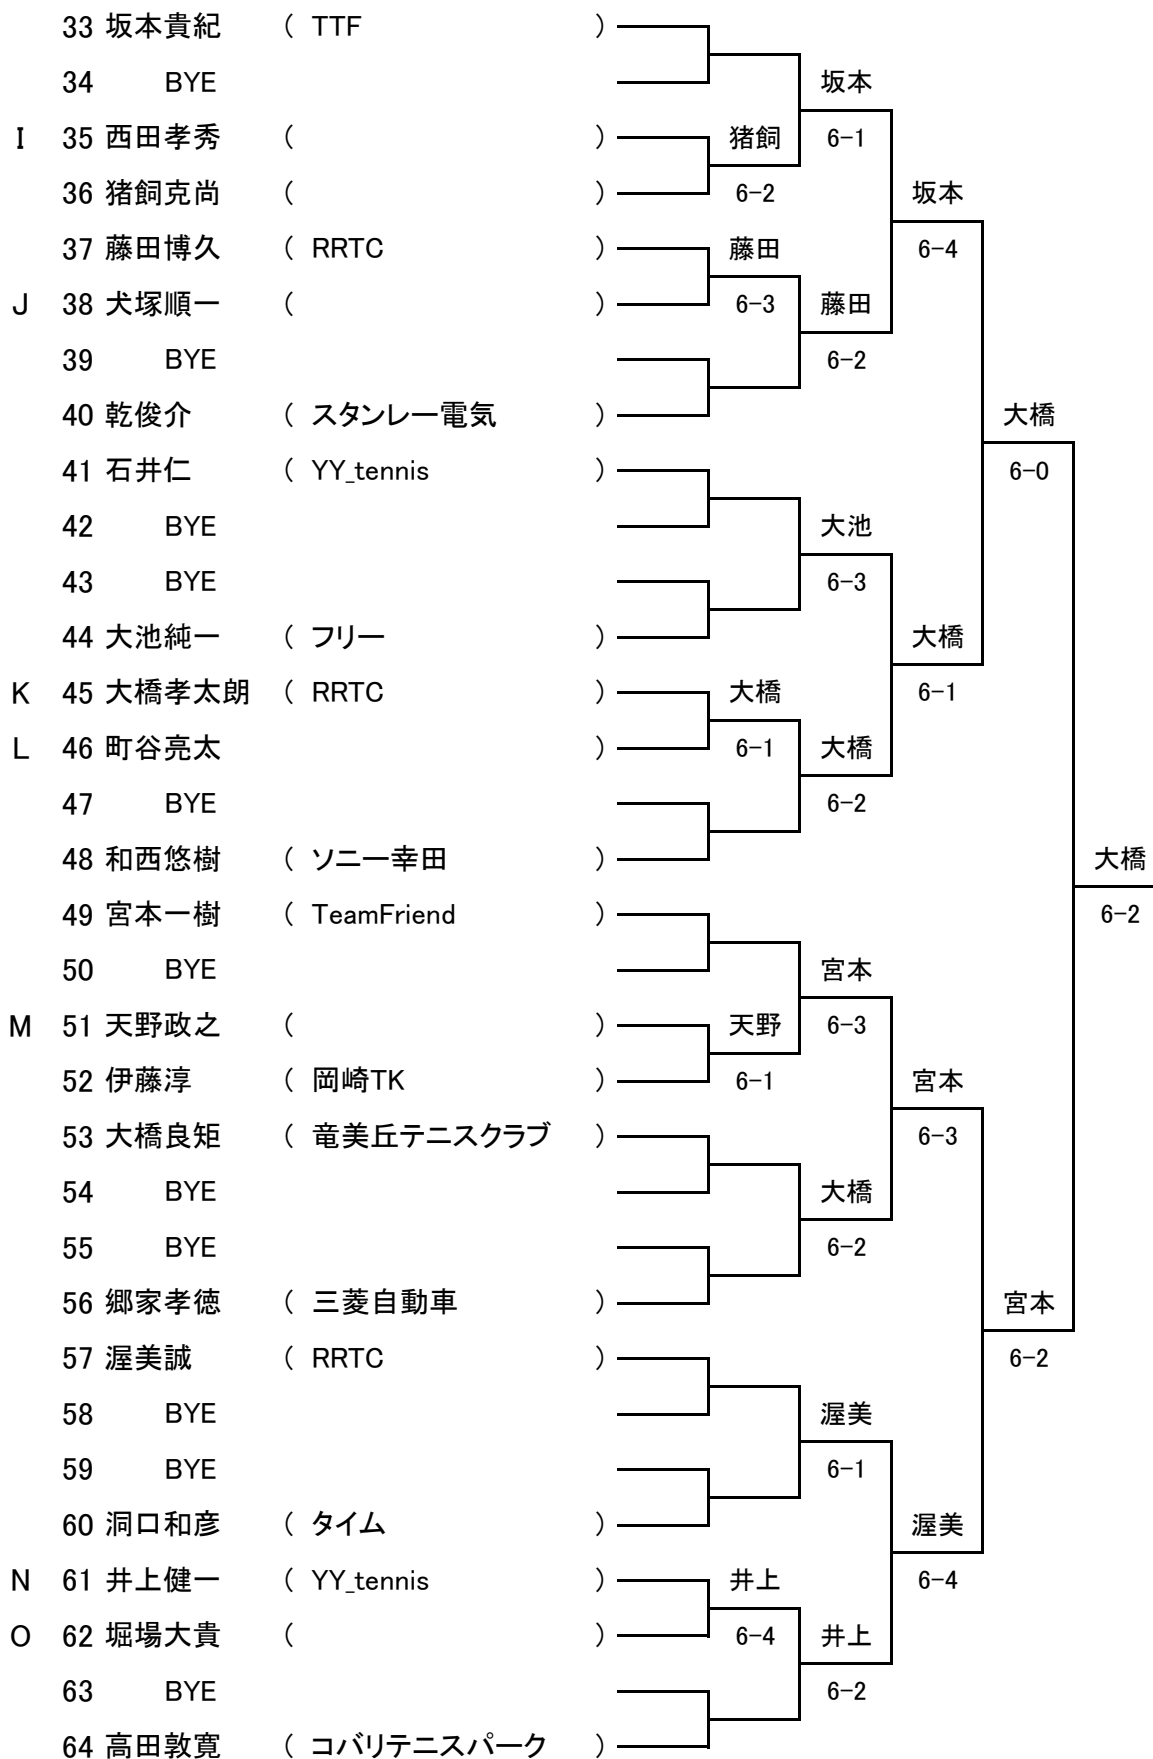 33 坂本貴紀 ( TTF )
34 BYE 坂本
I 35 西田孝秀 ( ) 猪飼 6-1
36 猪飼克尚 ( ) 6-2 坂本
37 藤田博久 ( RRTC ) 藤田 6-4
J 38 犬塚順一 ( ) 6-3 藤田
39 BYE 6-2
40 乾俊介 ( スタンレー電気 ) 大橋
41 石井仁 ( YY_tennis ) 6-0
42 BYE 大池
43 BYE 6-3
44 大池純一 ( フリー ) 大橋
K 45 大橋孝太朗 ( RRTC ) 大橋 6-1
L 46 町谷亮太 ) 6-1 大橋
47 BYE 6-2
48 和西悠樹 ( ソニー幸田 ) 大橋
49 宮本一樹 ( TeamFriend ) 6-2
50 BYE 宮本
M 51 天野政之 ( ) 天野 6-3
52 伊藤淳 ( 岡崎TK ) 6-1 宮本
53 大橋良矩 ( 竜美丘テニスクラブ ) 6-3
54 BYE 大橋
55 BYE 6-2
56 郷家孝徳 ( 三菱自動車 ) 宮本
57 渥美誠 ( RRTC ) 6-2
58 BYE 渥美
59 BYE 6-1
60 洞口和彦 ( タイム ) 渥美
N 61 井上健一 ( YY_tennis ) 井上 6-4
O 62 堀場大貴 ( ) 6-4 井上
63 BYE 6-2
64 高田敦寛 ( コバリテニスパーク )